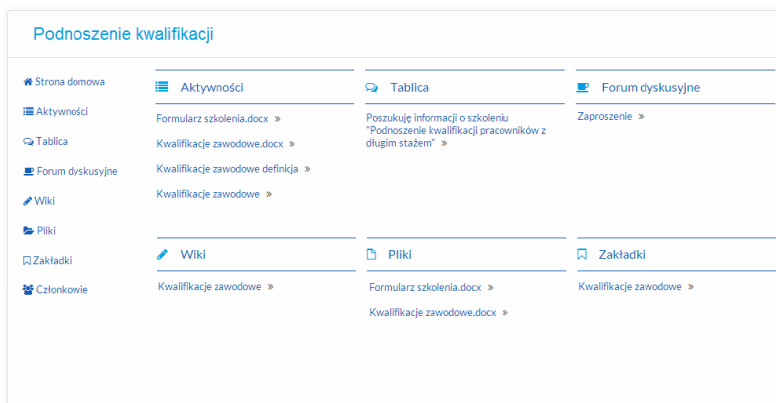 Podnoszenie kwalifikacji
Strona domowa
Aktywności
Tablica
Forum dyskusyjne
Wiki
Pliki
Zakładki
Członkowie
Aktywności
Formularz szkolenia.docx »
Kwalifikacje zawodowe.docx »
Kwalifikacje zawodowe definicja »
Kwalifikacje zawodowe »
Tablica
Poszukuję informacji o szkoleniu
"Podnoszenie kwalifikacji pracowników z
długim stażem" »
Forum dyskusyjne
Zaproszenie »
Wiki
Kwalifikacje zawodowe »
Pliki
Formularz szkolenia.docx »
Kwalifikacje zawodowe.docx »
Zakładki
Kwalifikacje zawodowe »